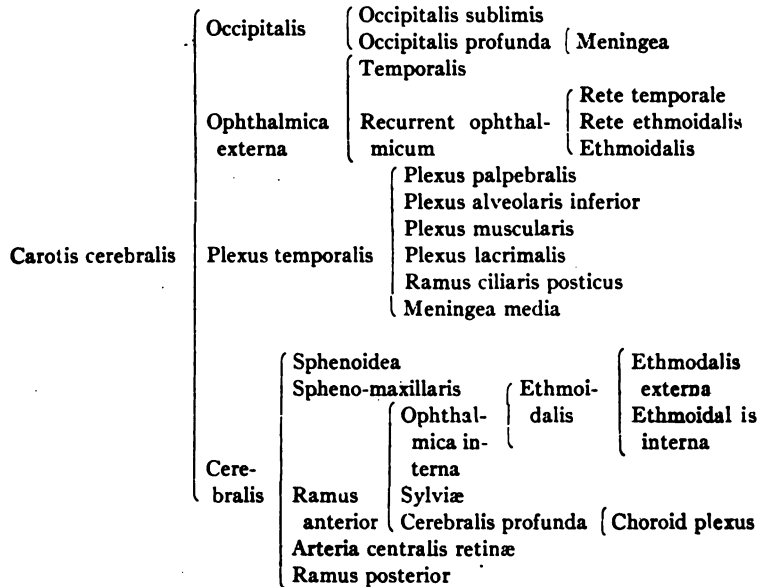 Occipitalis { Occipitalis sublimis
Occipitalis profunda { Meningea
Temporalis
Rete temporale
Ophthalmica Recurrent ophthal- Rete ethmoidalis
externa micum Ethmoidalis
Plexus palpebralis
Plexus alveolaris inferior
Plexus muscularis
Carotis cerebralis Plexus temporalis Plexus lacrimalis
Ramus ciliaris posticus
Meningea media
Sphenoidea Ethmodalis
Spheno-maxillaris Ethmoi- externa
Ophthal- dalis Ethmoidal is
mica in- interna
Cere- terna
bralis Ramus Sylviæ
anterior Cerebralis profunda { Choroid plexus
Arteria centralis retinæ
Ramus posterior